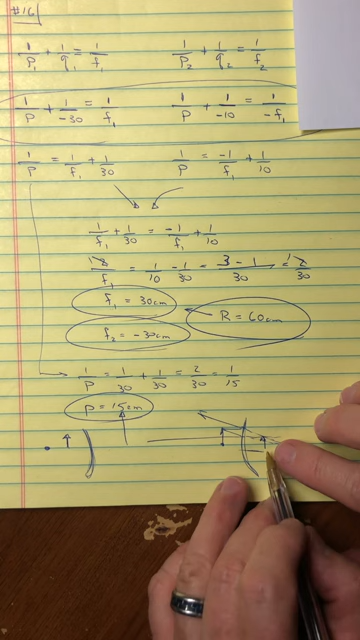 #16
1/P₁ + 1/q₁ = 1/f₁ 1/P₂ + 1/q₂ = 1/f₂
1/P + 1/-30 = 1/f₁ 1/P + 1/-10 = 1/-f₁
1/P = 1/f₁ + 1/30 1/P = -1/f₁ + 1/10
1/f₁ + 1/30 = -1/f₁ + 1/10
2/f₁ = 1/10 - 1/30 = 3 - 1/30 = 2/30
f₁ = 30cm R = 60cm
f₂ = -30cm
1/P = 1/30 + 1/30 = 2/30 = 1/15
P = 15cm